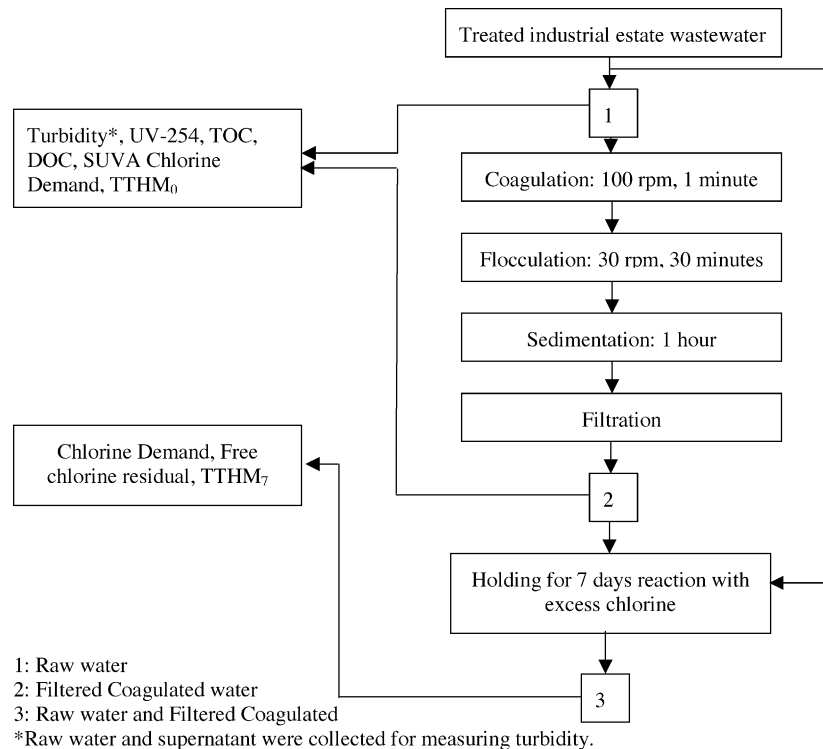 Treated industrial estate wastewater
1
Turbidity*, UV-254, TOC,
DOC, SUVA Chlorine
Demand, TTHM₀
Coagulation: 100 rpm, 1 minute
Flocculation: 30 rpm, 30 minutes
Sedimentation: 1 hour
Filtration
Chlorine Demand, Free
chlorine residual, TTHM₇
2
Holding for 7 days reaction with
excess chlorine
3
1: Raw water
2: Filtered Coagulated water
3: Raw water and Filtered Coagulated
*Raw water and supernatant were collected for measuring turbidity.